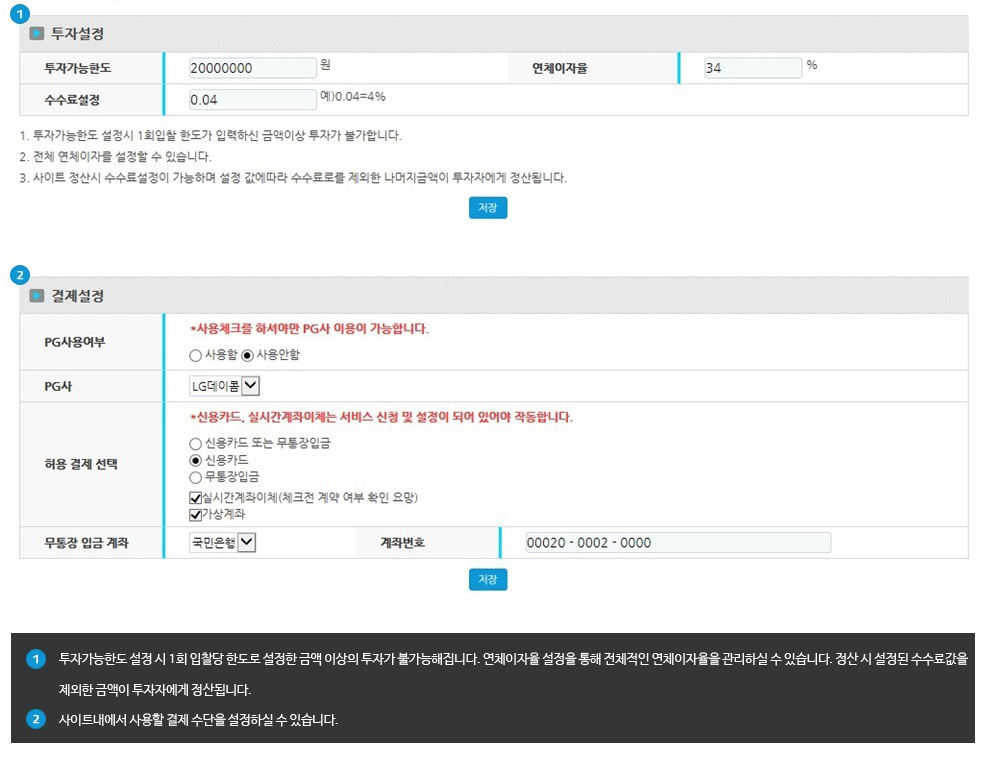 1
투자설정
투자가능한도 20000000 원 연체이자율 34 %
수수료설정 0.04 예)0.04=4%
1. 투자가능한도 설정시 1회입찰 한도가 입력하신 금액이상 투자가 불가합니다.
2. 전체 연체이자를 설정할 수 있습니다.
3. 사이트 정산시 수수료설정이 가능하며 설정 값에따라 수수료로를 제외한 나머지금액이 투자자에게 정산됩니다.
저장
2
결제설정
PG사용여부
*사용체크를 하셔야만 PG사 이용이 가능합니다.
사용함 사용안함
PG사 LG데이콤
허용 결제 선택
*신용카드, 실시간계좌이체는 서비스 신청 및 설정이 되어 있어야 작동합니다.
신용카드 또는 무통장입금
신용카드
무통장입금
실시간계좌이체(체크전 계약 여부 확인 요망)
가상계좌
무통장 입금 계좌 국민은행 계좌번호 00020 - 0002 - 0000
저장
1 투자가능한도 설정 시 1회 입찰당 한도로 설정한 금액 이상의 투자가 불가능해집니다. 연체이자율 설정을 통해 전체적인 연체이자율을 관리하실 수 있습니다. 정산 시 설정된 수수료값을
제외한 금액이 투자자에게 정산됩니다.
2 사이트내에서 사용할 결제 수단을 설정하실 수 있습니다.